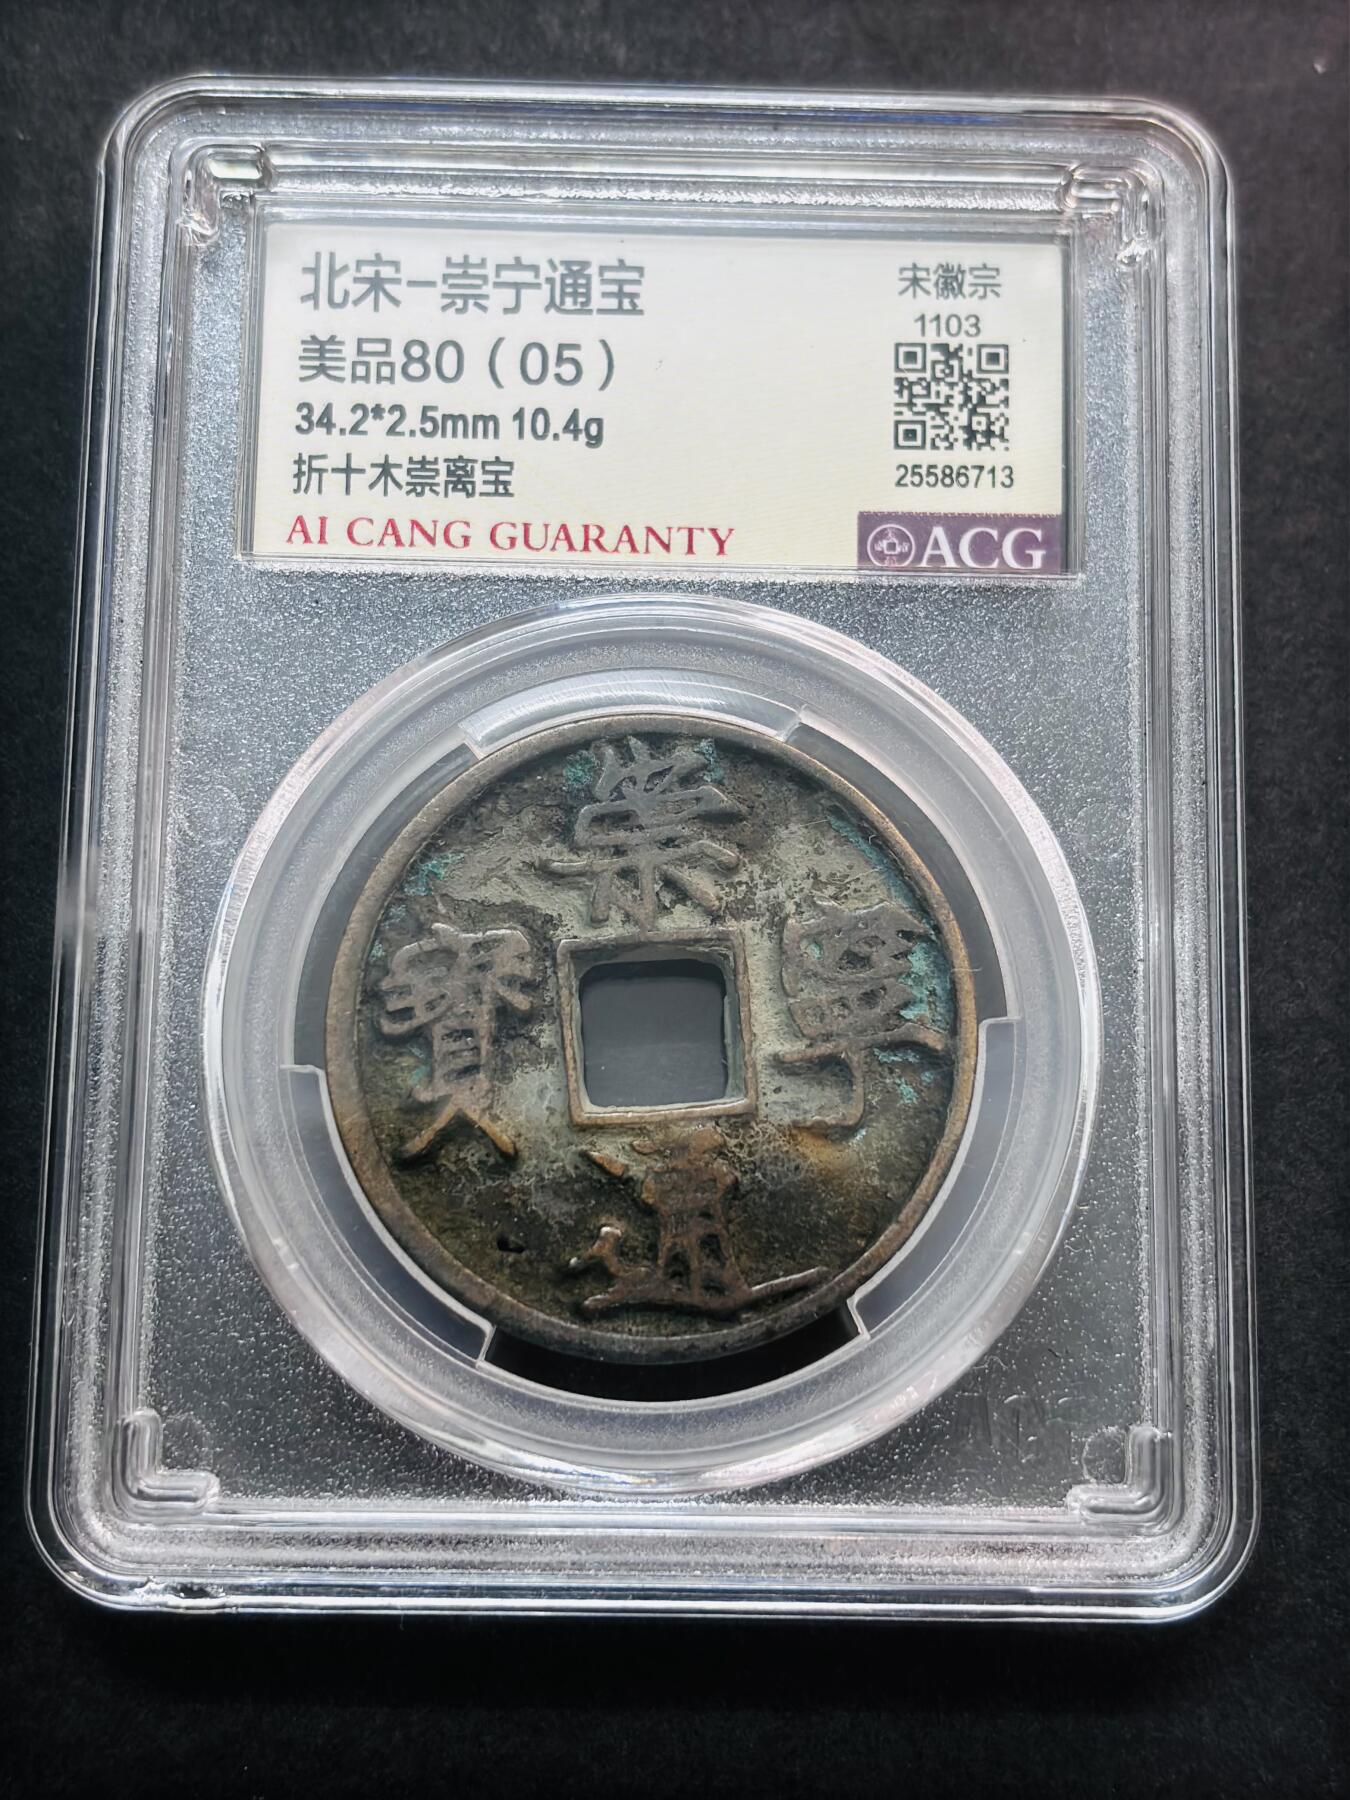 北宋-崇宁通宝
美品80（05）
34.2*2.5mm 10.4g
折十木崇离宝
AI CANG GUARANTY
宋徽宗
1103
25586713
ACG
崇
寧
通
寶